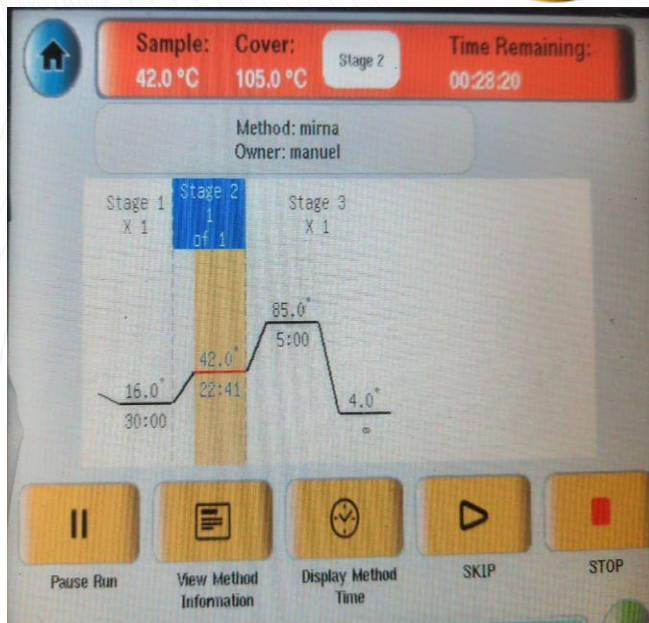 Sample: Cover: Stage 2 Time Remaining:
42.0 °C 105.0 °C 00:28:20
Method: mirna
Owner: manuel
Stage 1 Stage 2 Stage 3
X 1 1 X 1
of 1
85.0°
5:00
42.0°
22:41
16.0°
30:00
4.0°
∞
Pause Run
View Method
Information
Display Method
Time
SKIP
STOP